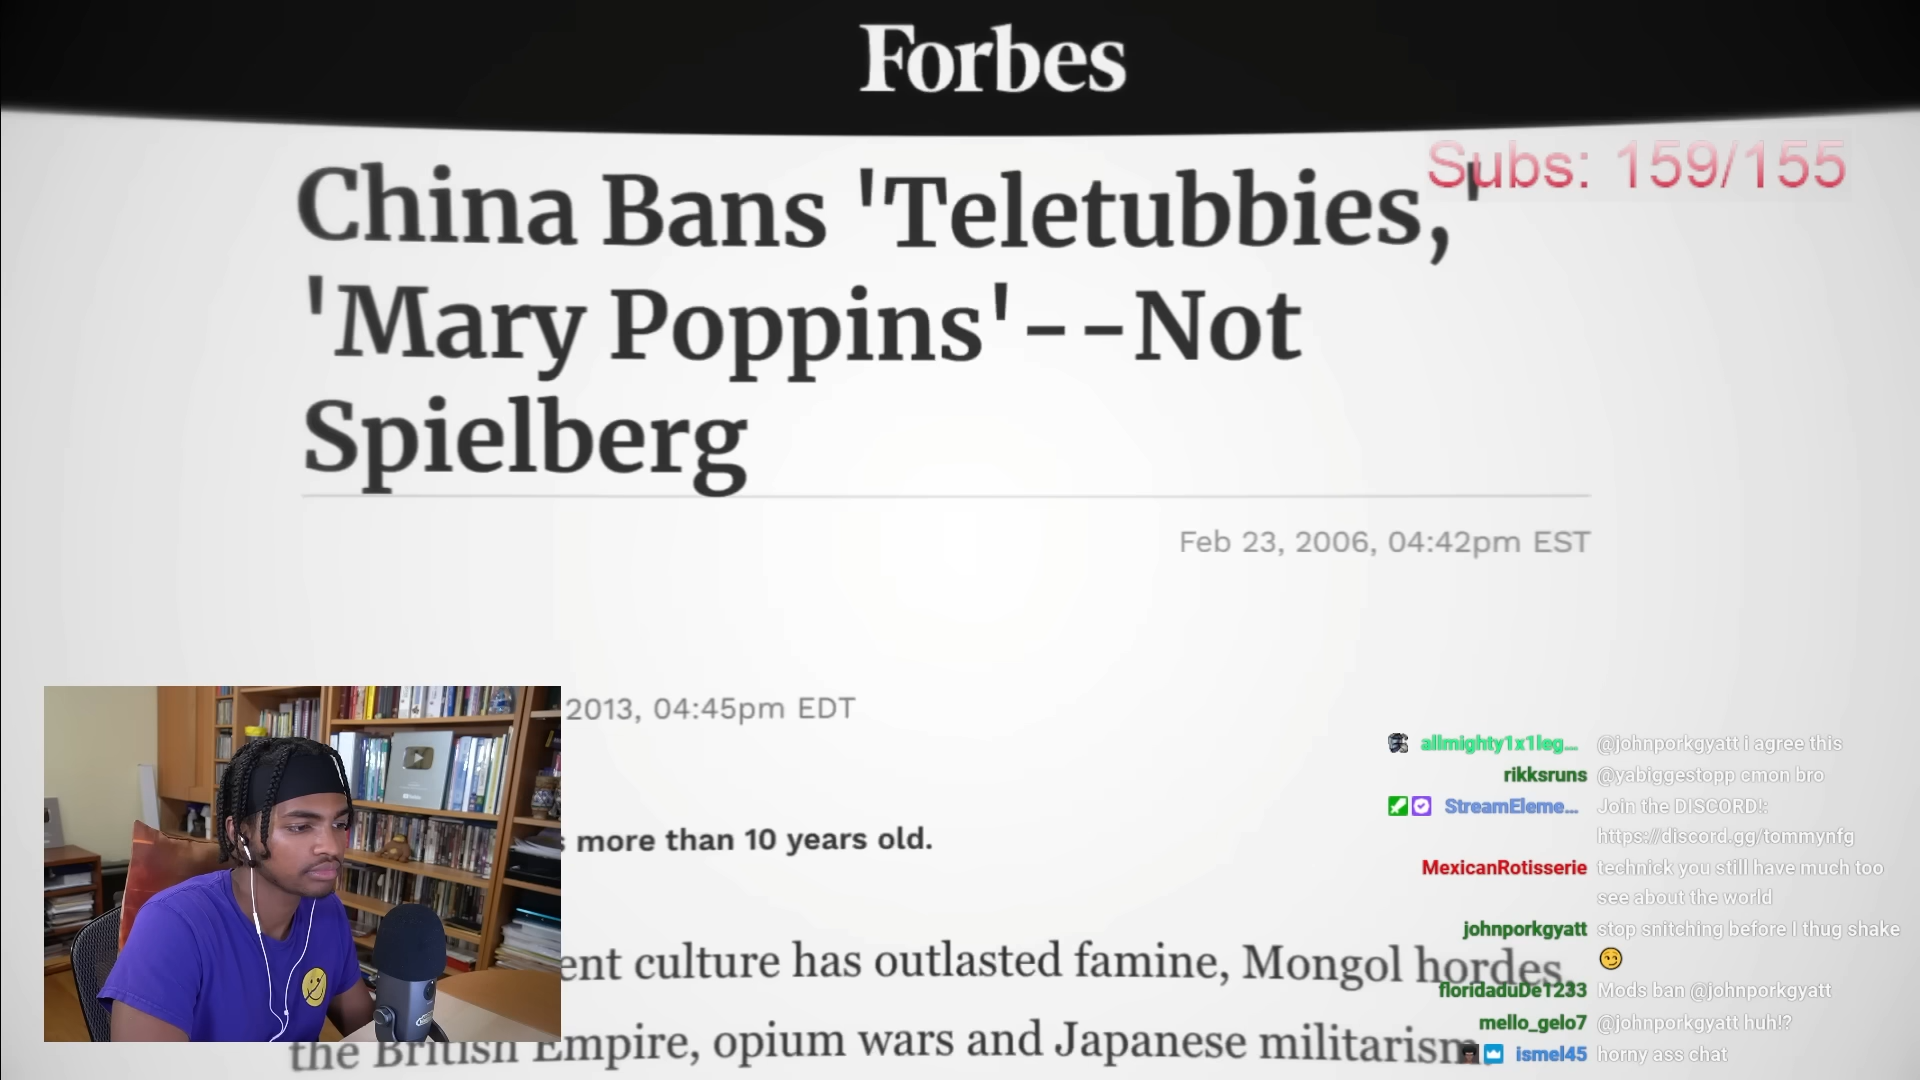 Forbes
Subs: 159/155
China Bans 'Teletubbies,'
'Mary Poppins'--Not
Spielberg
Feb 23, 2006, 04:42pm EST
2013, 04:45pm EDT
more than 10 years old.
ent culture has outlasted famine, Mongol hordes,
the British Empire, opium wars and Japanese militarism.
allmighty1x1leg... @johnporkgyatt i agree this
rikksruns @yabiggestopp cmon bro
StreamEleme... Join the DISCORD!:
https://discord.gg/tommynfg
MexicanRotisserie technick you still have much too
see about the world
johnporkgyatt stop snitching before I thug shake
😏
floridaduDe1233 Mods ban @johnporkgyatt
mello_gelo7 @johnporkgyatt huh!?
ismel45 horny ass chat